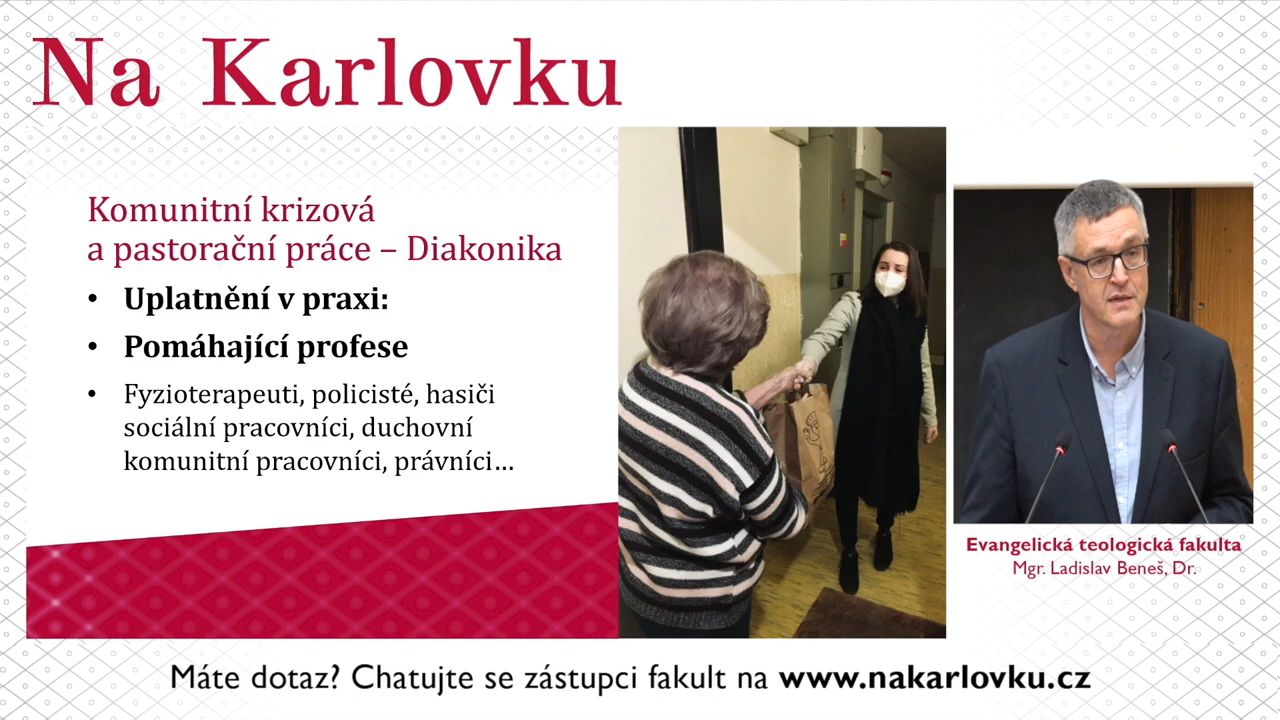 Na Karlovku
Komunitní krizová
a pastorační práce – Diakonika
• Uplatnění v praxi:
• Pomáhající profese
• Fyzioterapeuti, policisté, hasiči
sociální pracovníci, duchovní
komunitní pracovníci, právníci...
Evangelická teologická fakulta
Mgr. Ladislav Beneš, Dr.
Máte dotaz? Chatujte se zástupci fakult na www.nakarlovku.cz